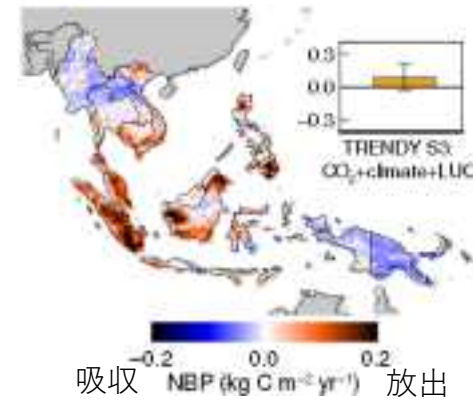 0.3
0.0
−0.3
TRENDY S3:
CO₂+climate+LUC
−0.2 0.0 0.2
吸収 NBP (kg C m⁻² yr⁻¹) 放出